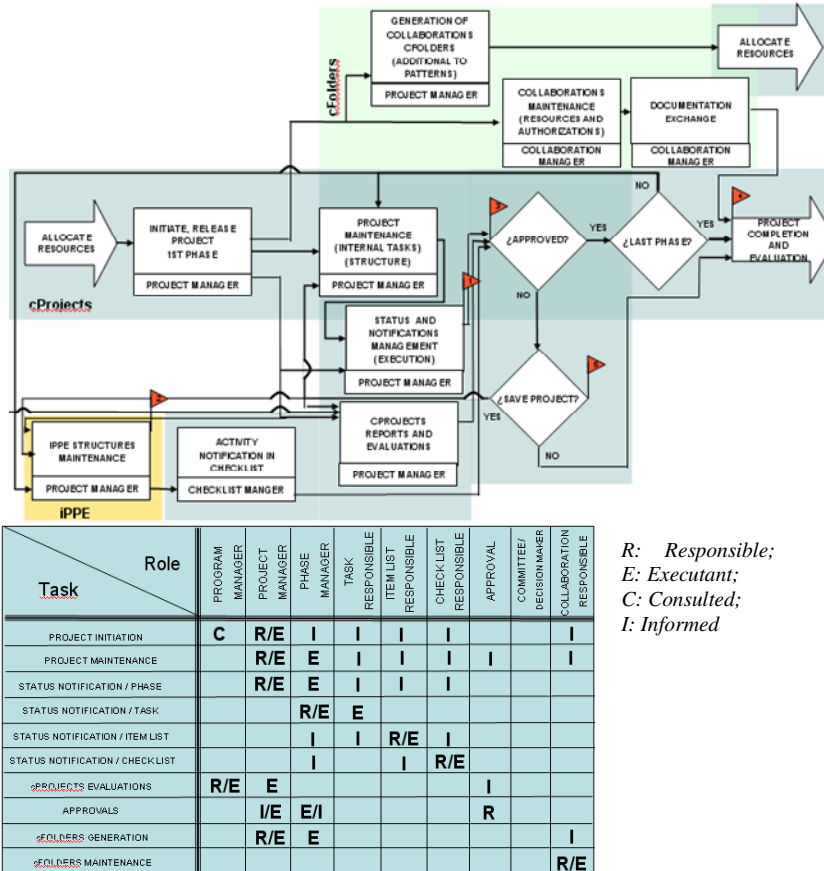 GENERATION OF
COLLABORATIONS
CFOLDERS
(ADDITIONAL TO
PATTERNS)
PROJECT MANAGER
ALLOCATE
RESOURCES
cFolders
COLLABORATIONS
MAINTENANCE
(RESOURCES AND
AUTHORIZATIONS)
COLLABORATION
MANAGER
DOCUMENTATION
EXCHANGE
COLLABORATION
MANAGER
NO
ALLOCATE
RESOURCES
INITIATE, RELEASE
PROJECT
1ST PHASE
PROJECT MANAGER
PROJECT
MAINTENANCE
(INTERNAL TASKS)
(STRUCTURE)
PROJECT MANAGER
3
¿APPROVED?
YES
¿LAST PHASE?
YES
4
PROJECT
COMPLETION
AND
EVALUATION
cProjects
1
NO
STATUS AND
NOTIFICATIONS
MANAGEMENT
(EXECUTION)
PROJECT MANAGER
5
¿SAVE PROJECT?
YES
NO
2
IPPE STRUCTURES
MAINTENANCE
PROJECT MANAGER
iPPE
ACTIVITY
NOTIFICATION IN
CHECKLIST
CHECKLIST MANGER
CPROJECTS
REPORTS AND
EVALUATIONS
PROJECT MANAGER
Role
Task
PROGRAM
MANAGER
PROJECT
MANAGER
PHASE
MANAGER
TASK
RESPONSIBLE
ITEM LIST
RESPONSIBLE
CHECK LIST
RESPONSIBLE
APPROVAL
COMMITTEE/
DECISION MAKER
COLLABORATION
RESPONSIBLE
PROJECT INITIATION C R/E I I I I I
PROJECT MAINTENANCE R/E E I I I I I
STATUS NOTIFICATION / PHASE R/E E I I I
STATUS NOTIFICATION / TASK R/E E
STATUS NOTIFICATION / ITEM LIST I I R/E I
STATUS NOTIFICATION / CHECK LIST I I R/E
cPROJECTS EVALUATIONS R/E E I
APPROVALS I/E E/I R
cFOLDERS GENERATION R/E E I
cFOLDERS MAINTENANCE R/E
R: Responsible;
E: Executant;
C: Consulted;
I: Informed